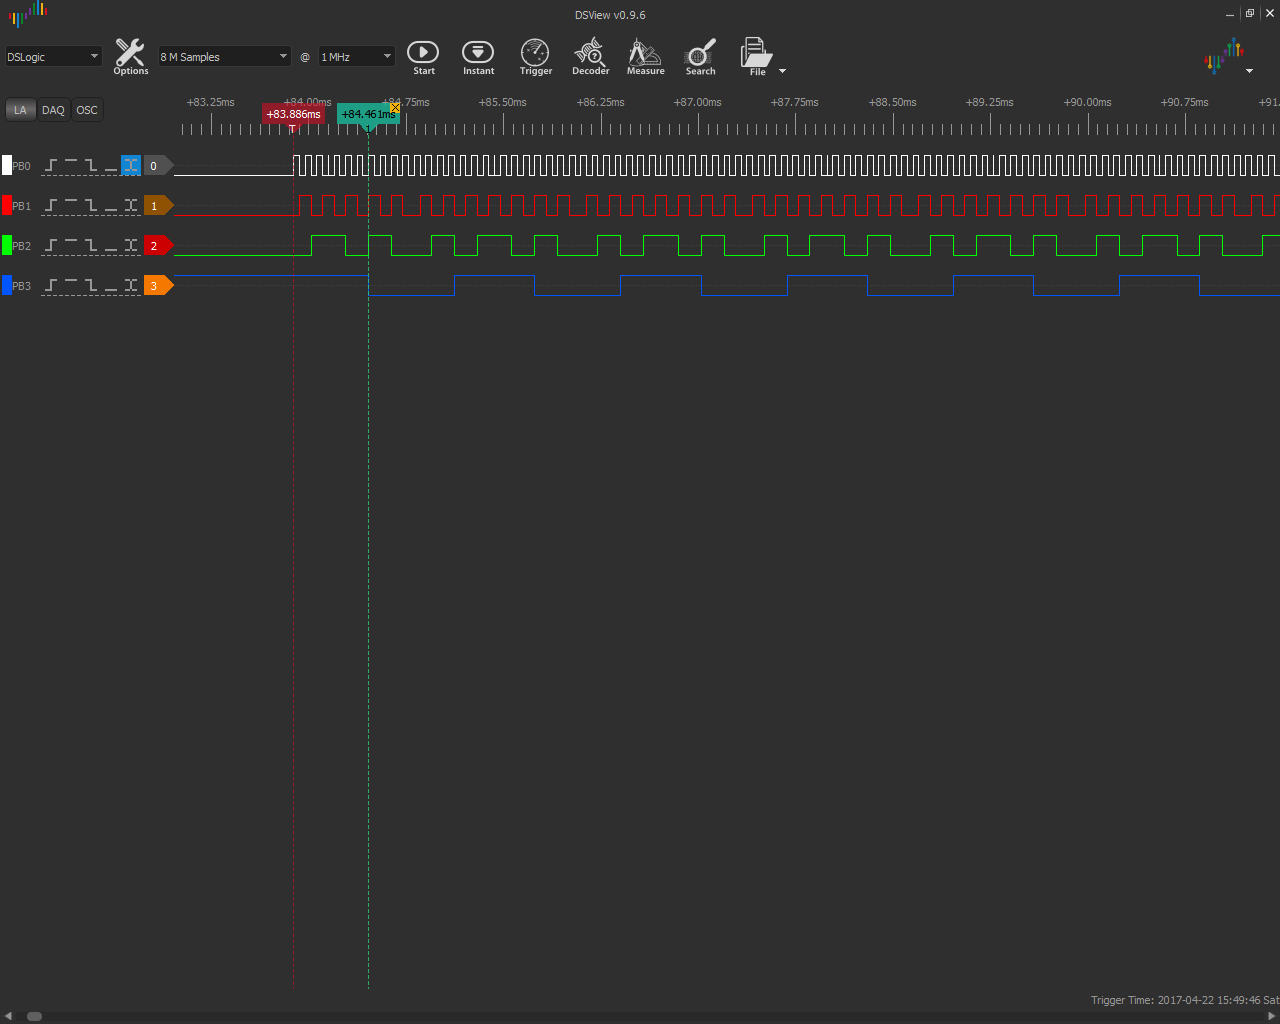 DSView v0.9.6
DSLogic
Options
8 M Samples
@
1 MHz
Start
Instant
Trigger
Decoder
Measure
Search
File
LA
DAQ
OSC
+83.25ms +84.00ms +84.75ms +85.50ms +86.25ms +87.00ms +87.75ms +88.50ms +89.25ms +90.00ms +90.75ms +91.
+83.886ms +84.461ms
T 1
PB0 0
PB1 1
PB2 2
PB3 3
Trigger Time: 2017-04-22 15:49:46 Sat